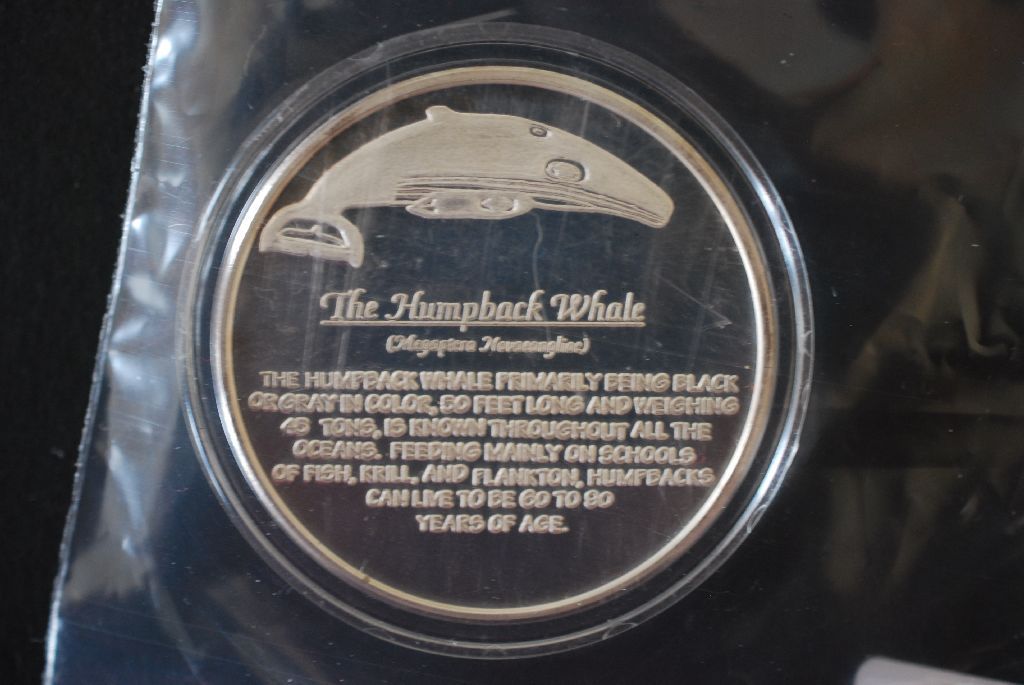 The Humpback Whale
(Megaptera Novaeangliae)
THE HUMPBACK WHALE PRIMARILY BEING BLACK
OR GRAY IN COLOR, 50 FEET LONG AND WEIGHING
45 TONS, IS KNOWN THROUGHOUT ALL THE
OCEANS. FEEDING MAINLY ON SCHOOLS
OF FISH, KRILL, AND PLANKTON, HUMPBACKS
CAN LIVE TO BE 60 TO 80
YEARS OF AGE.